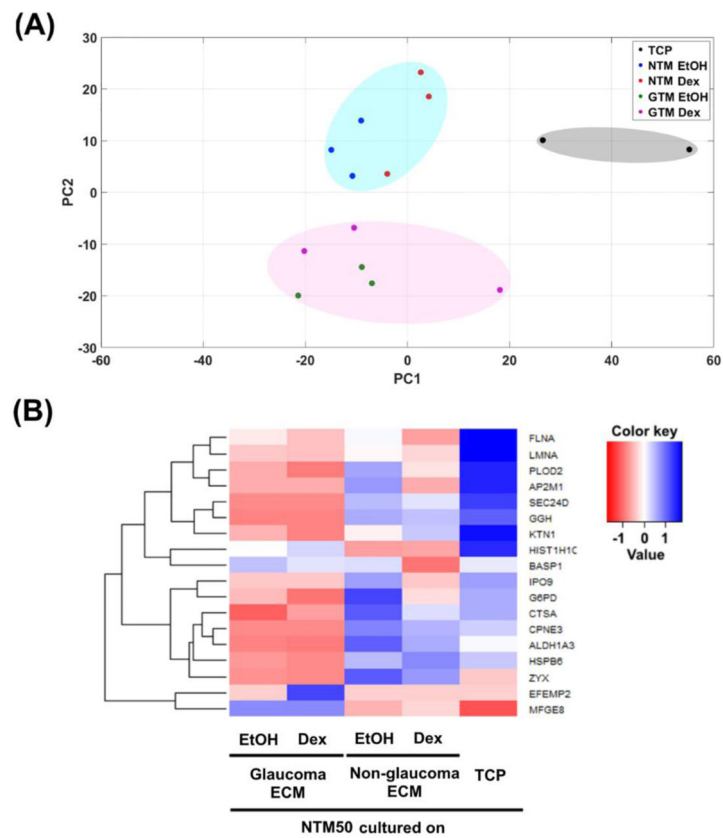 (A)
30
20
10
0
-10
-20
-30
PC2
-60
-40
-20
0
20
40
60
PC1
TCP
NTM EtOH
NTM Dex
GTM EtOH
GTM Dex
(B)
FLNA
LMNA
PLOD2
AP2M1
SEC24D
GGH
KTN1
HIST1H1C
BASP1
IPO9
G6PD
CTSA
CPNE3
ALDH1A3
HSPB6
ZYX
EFEMP2
MFGE8
Color key
-1 0 1
Value
EtOH Dex EtOH Dex
Glaucoma ECM
Non-glaucoma ECM
TCP
NTM50 cultured on